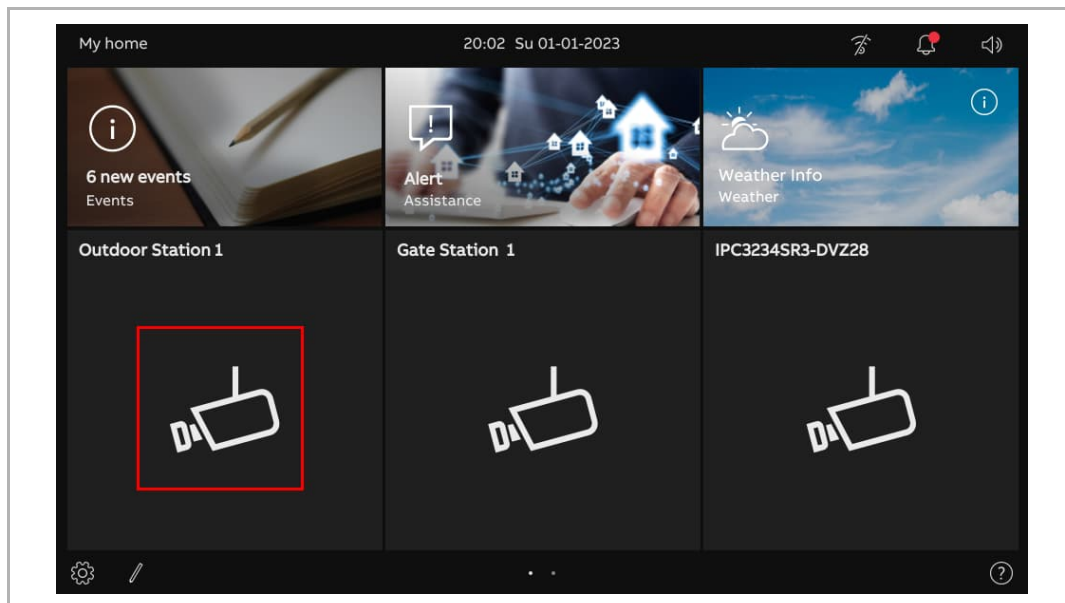 My home
20:02 Su 01-01-2023
6 new events
Events
Alert
Assistance
Weather Info
Weather
Outdoor Station 1
Gate Station 1
IPC3234SR3-DVZ28